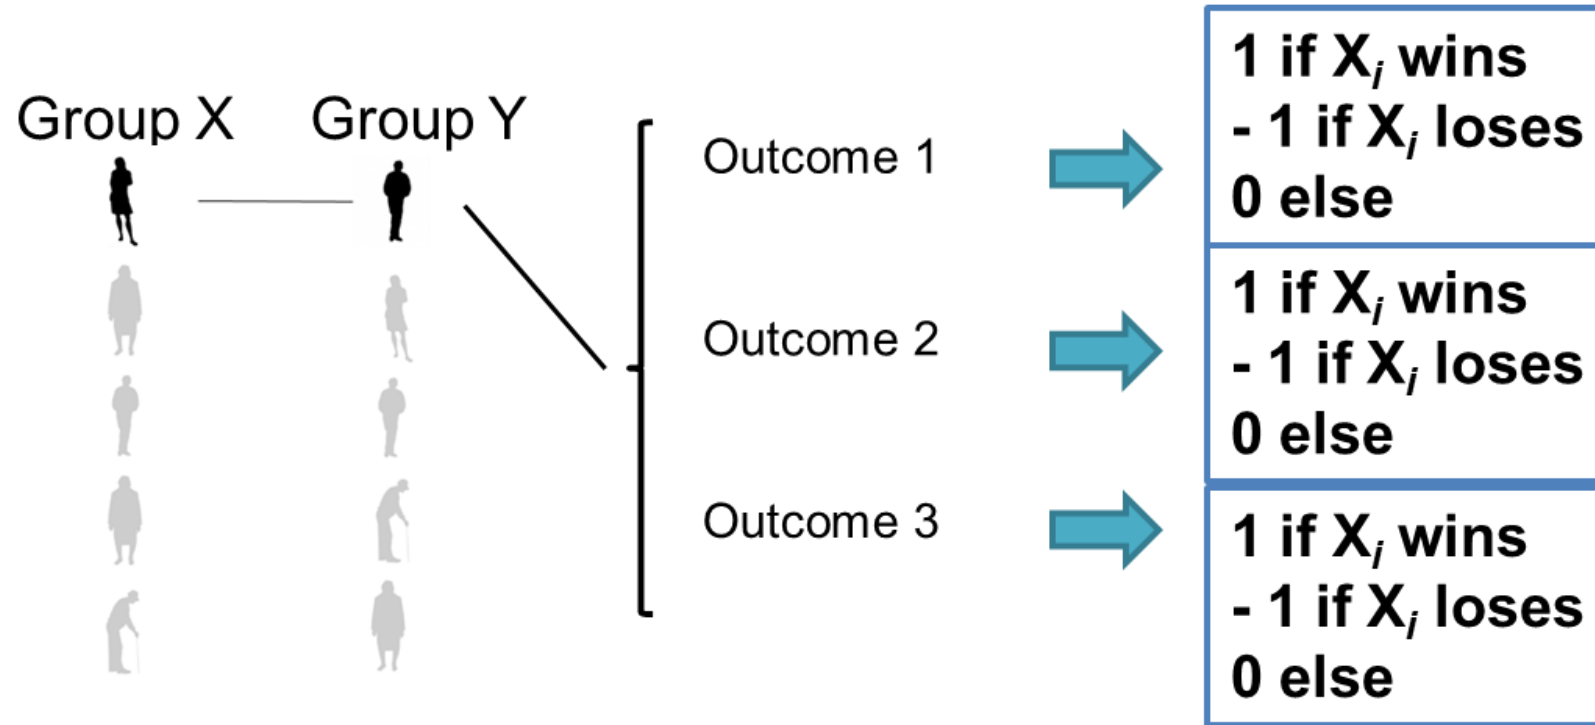 Group X
Group Y
Outcome 1
1 if Xi wins
- 1 if Xi loses
0 else
Outcome 2
1 if Xi wins
- 1 if Xi loses
0 else
Outcome 3
1 if Xi wins
- 1 if Xi loses
0 else